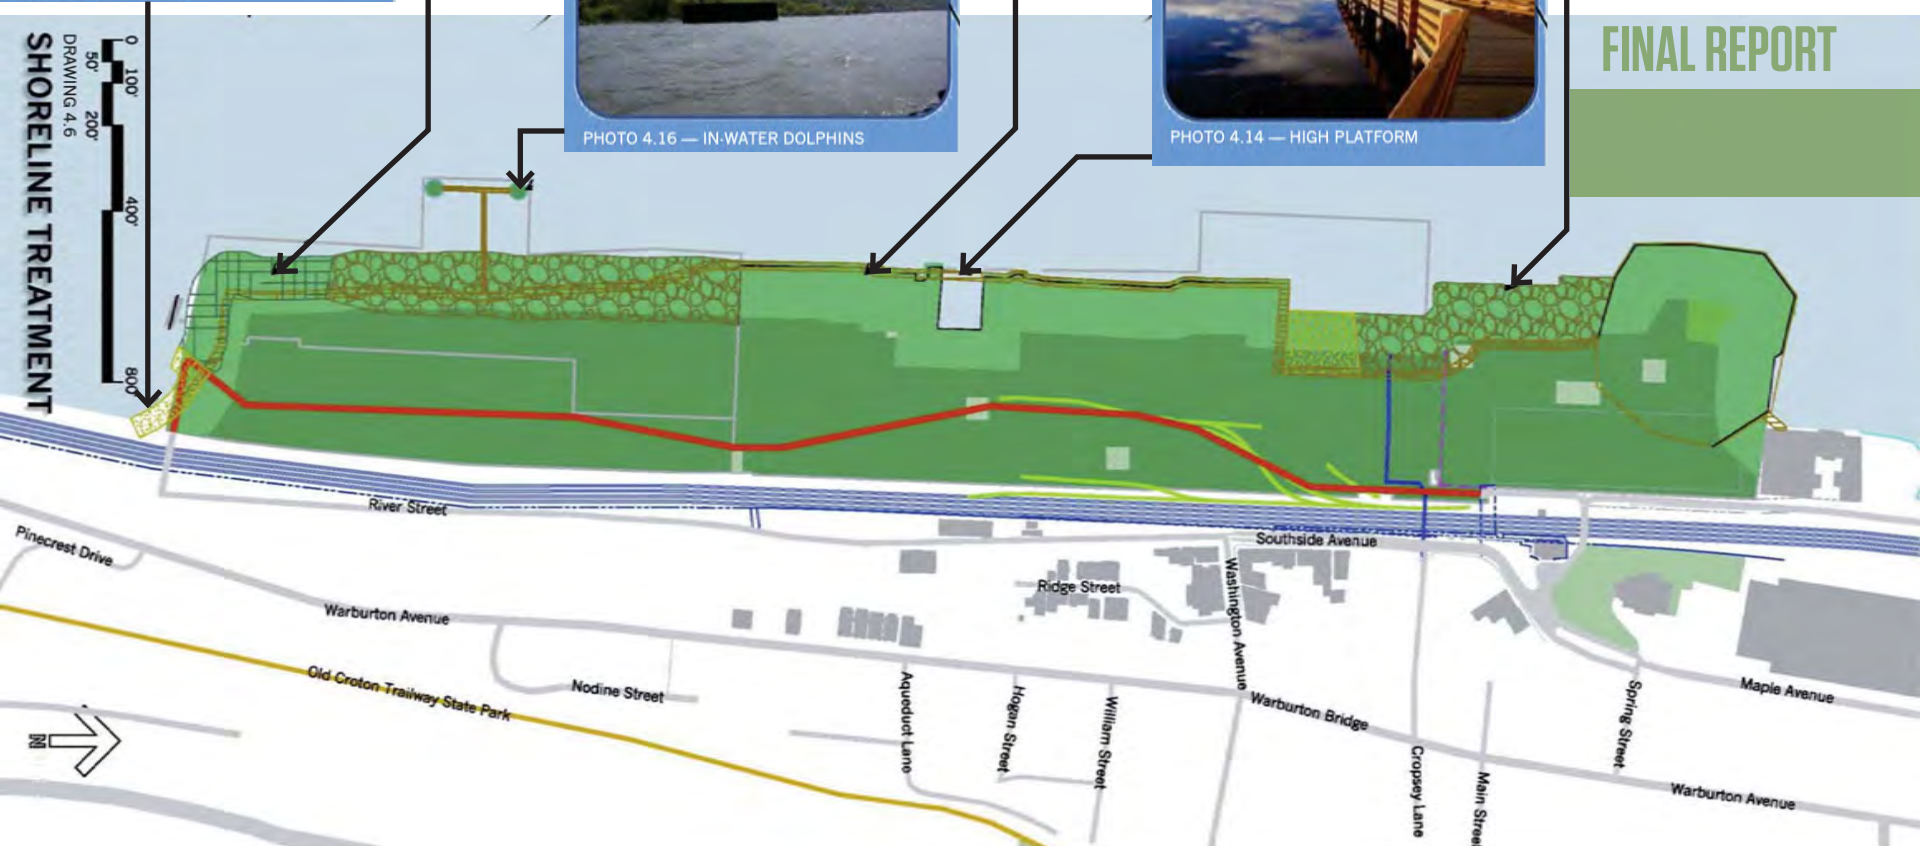 FINAL REPORT
SHORELINE TREATMENT
DRAWING 4.6
0
50'
100'
200'
400'
800'
PHOTO 4.16 — IN-WATER DOLPHINS
PHOTO 4.14 — HIGH PLATFORM
River Street
Pinecrest Drive
Warburton Avenue
Old Croton Trailway State Park
Nodine Street
Southside Avenue
Ridge Street
Washington Avenue
Aqueduct Lane
Hogan Street
William Street
Warburton Bridge
Cropsey Lane
Main Stree
Spring Street
Maple Avenue
Warburton Avenue
N